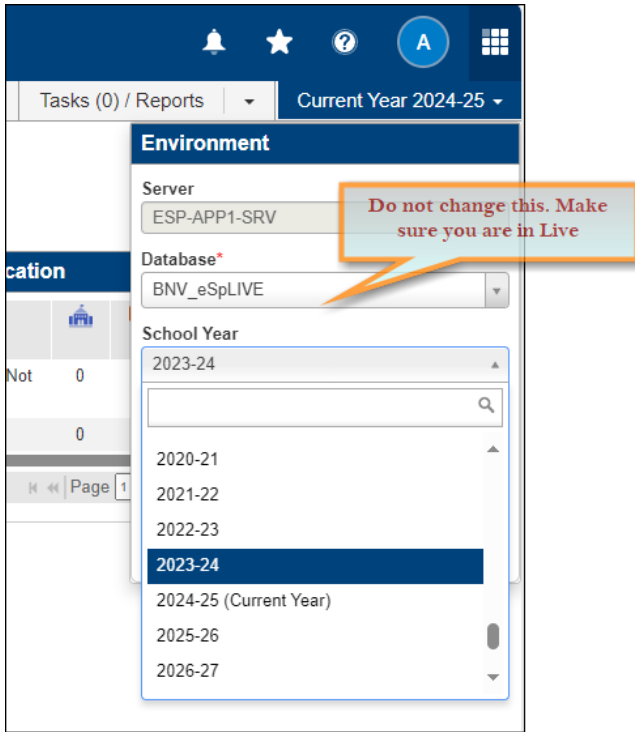 A
Tasks (0) / Reports
Current Year 2024-25
Environment
Server
ESP-APP1-SRV
Do not change this. Make
sure you are in Live
Database*
BNV_eSpLIVE
School Year
2023-24
cation
Not 0
0
Page 1
2020-21
2021-22
2022-23
2023-24
2024-25 (Current Year)
2025-26
2026-27